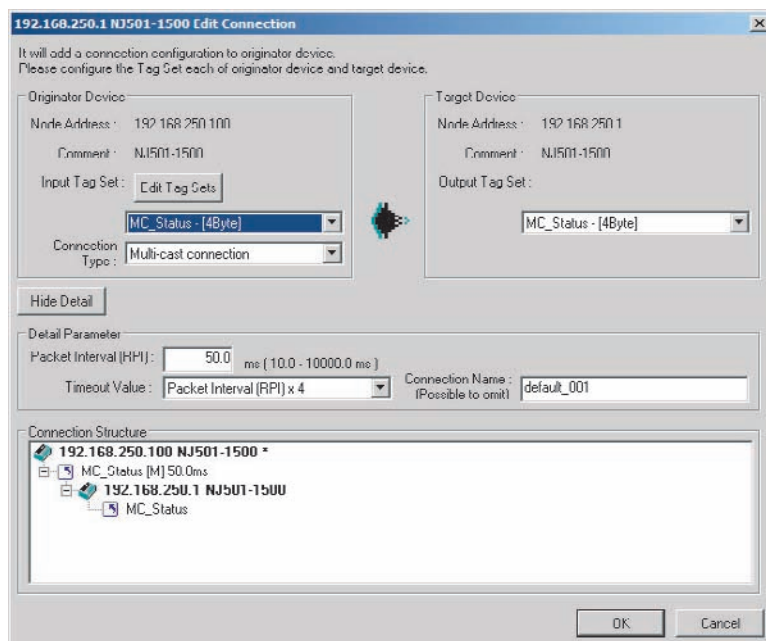 192.168.250.1 NJ501-1500 Edit Connection
It will add a connection configuration to originator device.
Please configure the Tag Set each of originator device and target device.
Originator Device
Node Address : 192.168.250.100
Comment : NJ501-1500
Input Tag Set : Edit Tag Sets
MC_Status - [4Byte]
Connection Type : Multi-cast connection
Target Device
Node Address : 192.168.250.1
Comment : NJ501-1500
Output Tag Set :
MC_Status - [4Byte]
Hide Detail
Detail Parameter
Packet Interval (RPI) : 50.0 ms ( 10.0 - 10000.0 ms )
Timeout Value : Packet Interval (RPI) x 4
Connection Name : default_001
(Possible to omit)
Connection Structure
192.168.250.100 NJ501-1500 *
MC_Status [M] 50.0ms
192.168.250.1 NJ501-1500
MC_Status
OK Cancel